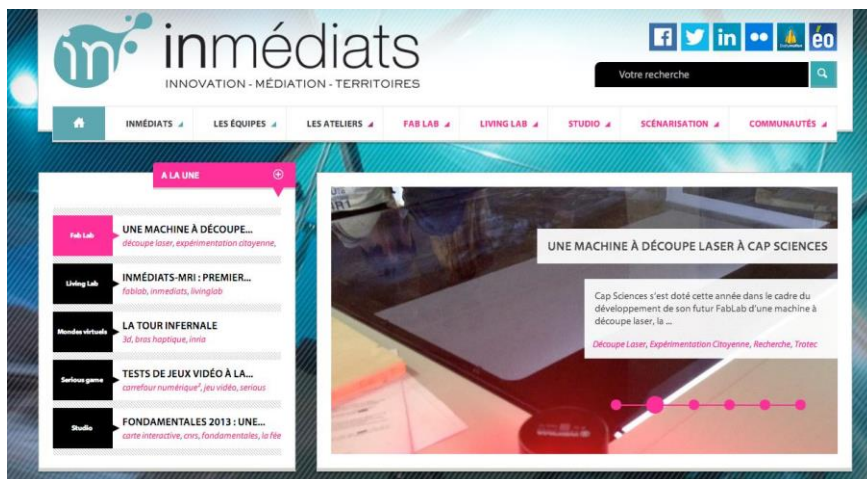 in
inmédiats
INNOVATION - MÉDIATION - TERRITOIRES
Votre recherche
INMÉDIATS
LES ÉQUIPES
LES ATELIERS
FAB LAB
LIVING LAB
STUDIO
SCÉNARISATION
COMMUNAUTÉS
A LA UNE
Fab Lab
UNE MACHINE À DÉCOUPE...
découpe laser, expérimentation citoyenne,
Living Lab
INMÉDIATS-MRI : PREMIER...
fablab, inmediats, livinglab
Mondes virtuels
LA TOUR INFERNALE
3d, bras haptique, inria
Serious game
TESTS DE JEUX VIDÉO À LA...
carrefour numérique², jeu vidéo, serious
Studio
FONDAMENTALES 2013 : UNE...
carte interactive, cnrs, fondamentales, la fée
UNE MACHINE À DÉCOUPE LASER À CAP SCIENCES
Cap Sciences s'est doté cette année dans le cadre du
développement de son futur FabLab d'une machine à
découpe laser, la ...
Découpe Laser, Expérimentation Citoyenne, Recherche, Trotec